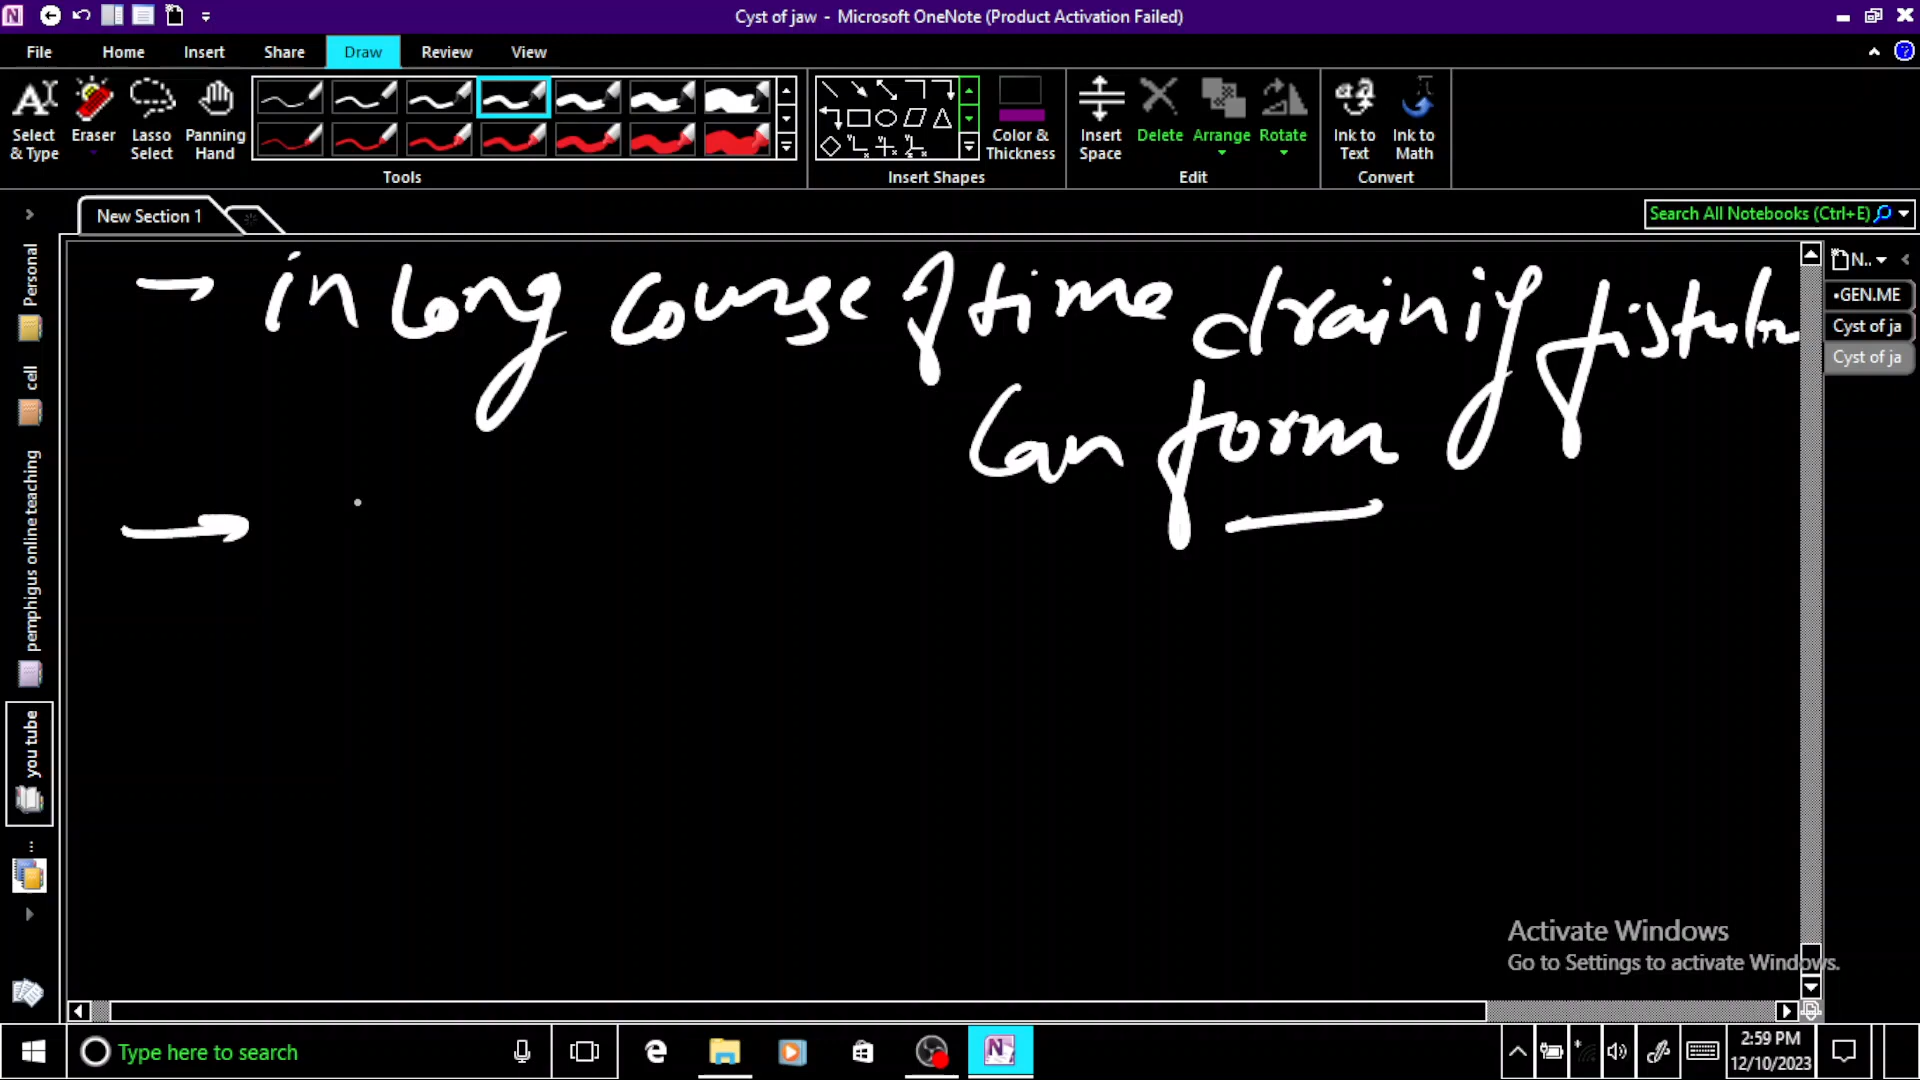 Cyst of jaw - Microsoft OneNote (Product Activation Failed)
File Home Insert Share Draw Review View
Select & Type
Eraser
Lasso Select
Panning Hand
Color & Thickness
Insert Space
Delete
Arrange
Rotate
Ink to Text
Ink to Math
Tools
Insert Shapes
Edit
Convert
New Section 1
Search All Notebooks (Ctrl+E)
N..
•GEN.ME
Cyst of ja
Cyst of ja
Personal
cell
pemphigus online teaching
you tube
→ in long course of time drainig fistula
can form
→
Activate Windows
Go to Settings to activate Windows.
Type here to search
2:59 PM
12/10/2023